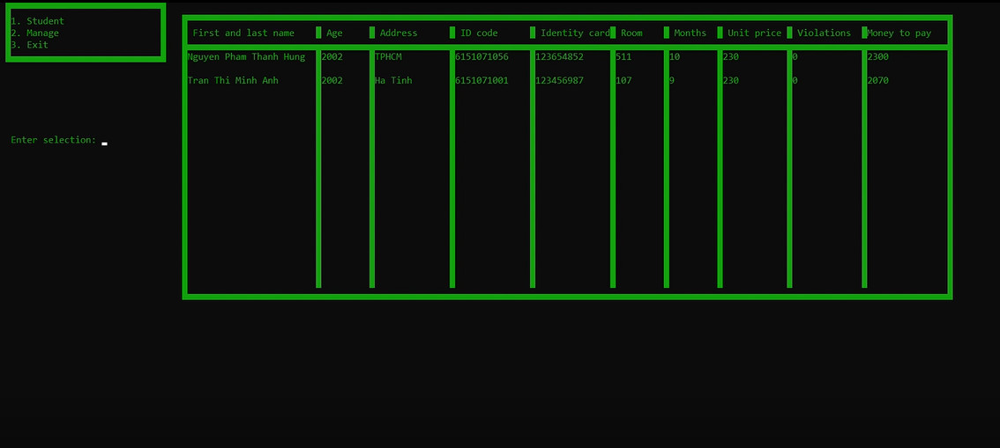 1. Student
2. Manage
3. Exit
Enter selection:
First and last name Age Address ID code Identity card Room Months Unit price Violations Money to pay
Nguyen Pham Thanh Hung 2002 TPHCM 6151071056 123654852 511 10 230 0 2300
Tran Thi Minh Anh 2002 Ha Tinh 6151071001 123456987 107 9 230 0 2070